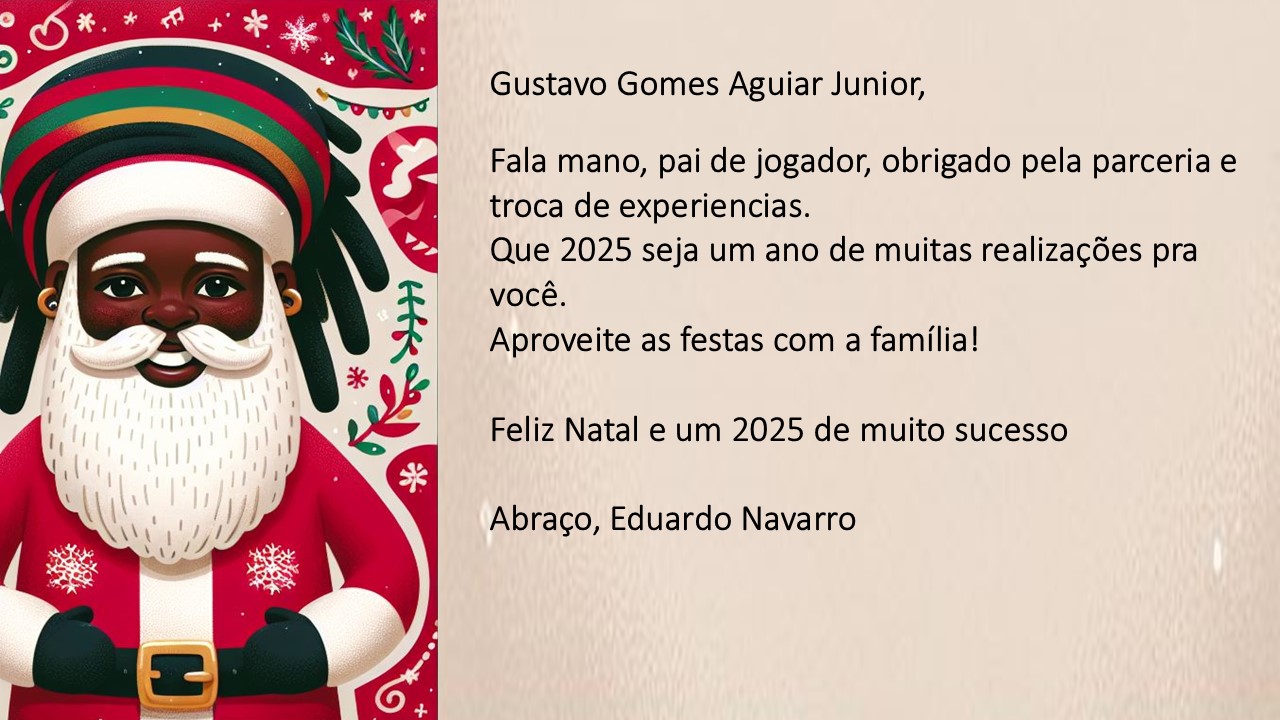 Gustavo Gomes Aguiar Junior,
Fala mano, pai de jogador, obrigado pela parceria e
troca de experiencias.
Que 2025 seja um ano de muitas realizações pra
você.
Aproveite as festas com a família!
Feliz Natal e um 2025 de muito sucesso
Abraço, Eduardo Navarro